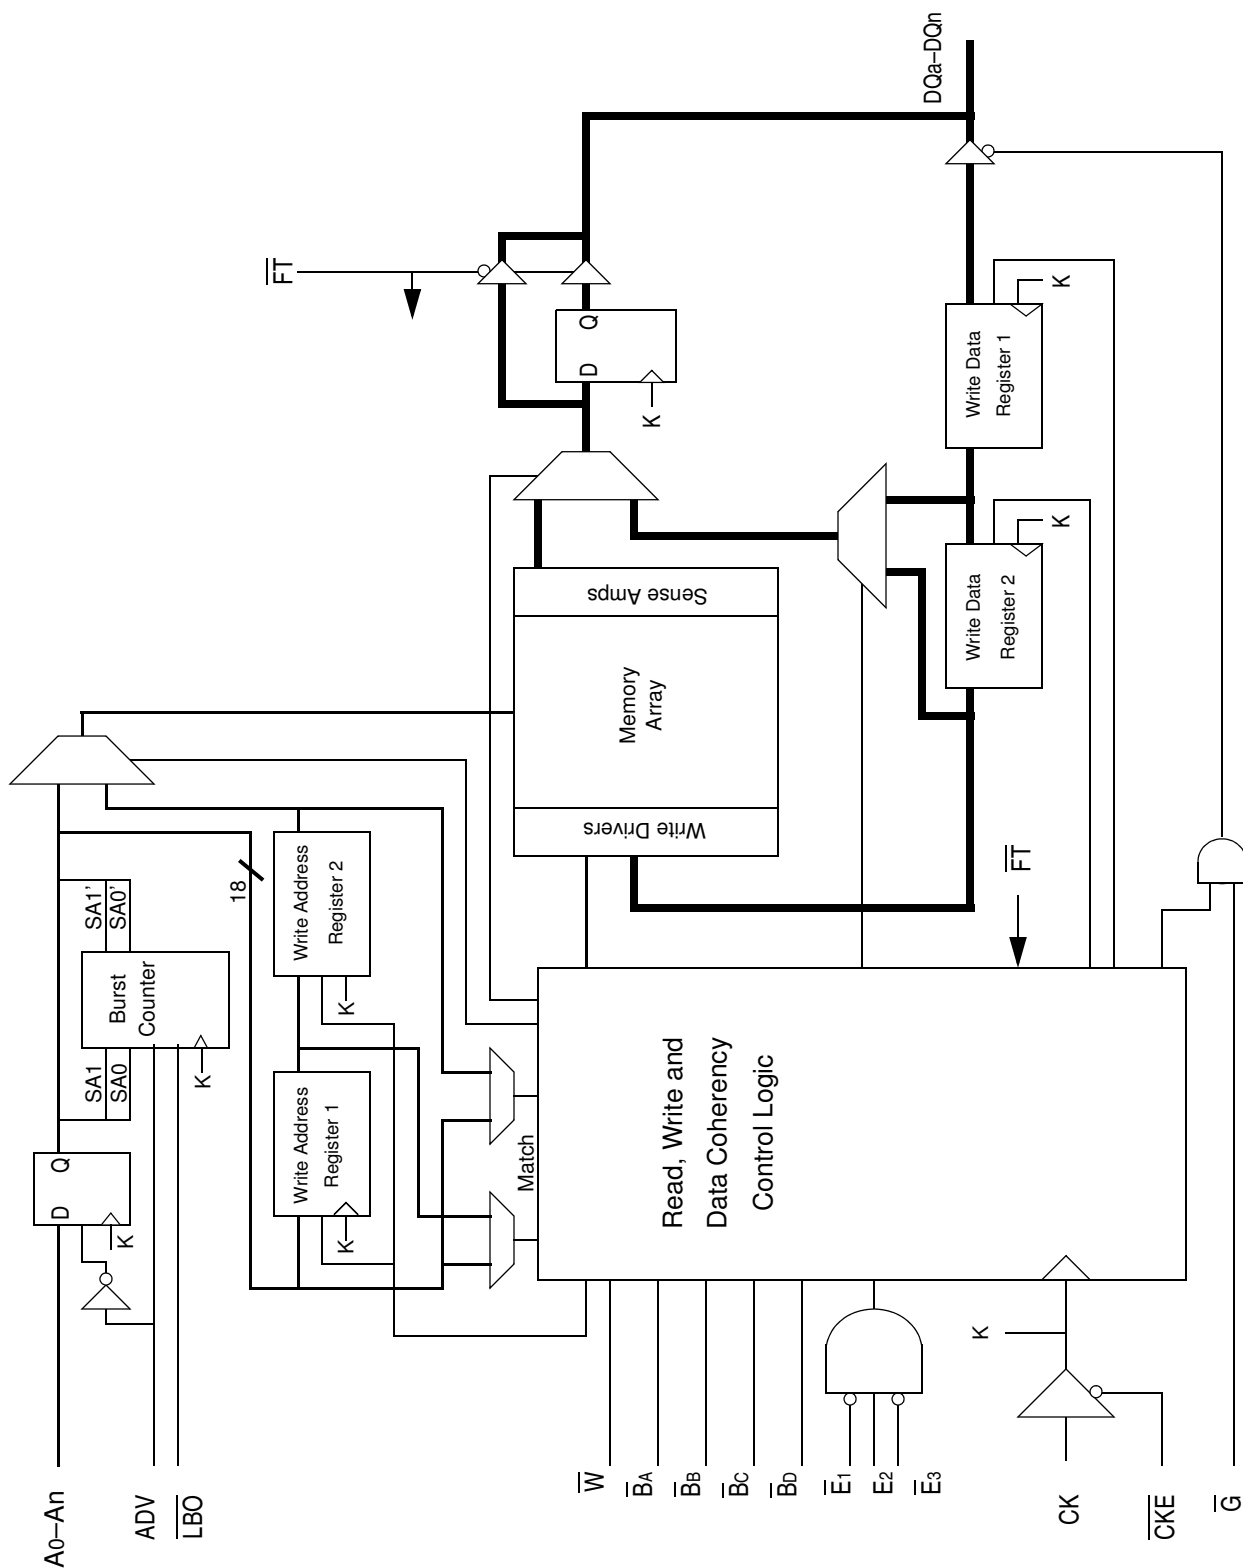 A0–An
ADV
LBO
W
BA
BB
BC
BD
E1
E2
E3
CK
CKE
G
D
Q
K
SA1
SA0
SA1’
SA0’
Burst
Counter
K
18
Write Address
Register 1
K
Write Address
Register 2
K
Match
Read, Write and
Data Coherency
Control Logic
K
FT
Write Drivers
Memory
Array
Sense Amps
Write Data
Register 2
K
Write Data
Register 1
K
D
Q
K
FT
DQa–DQn